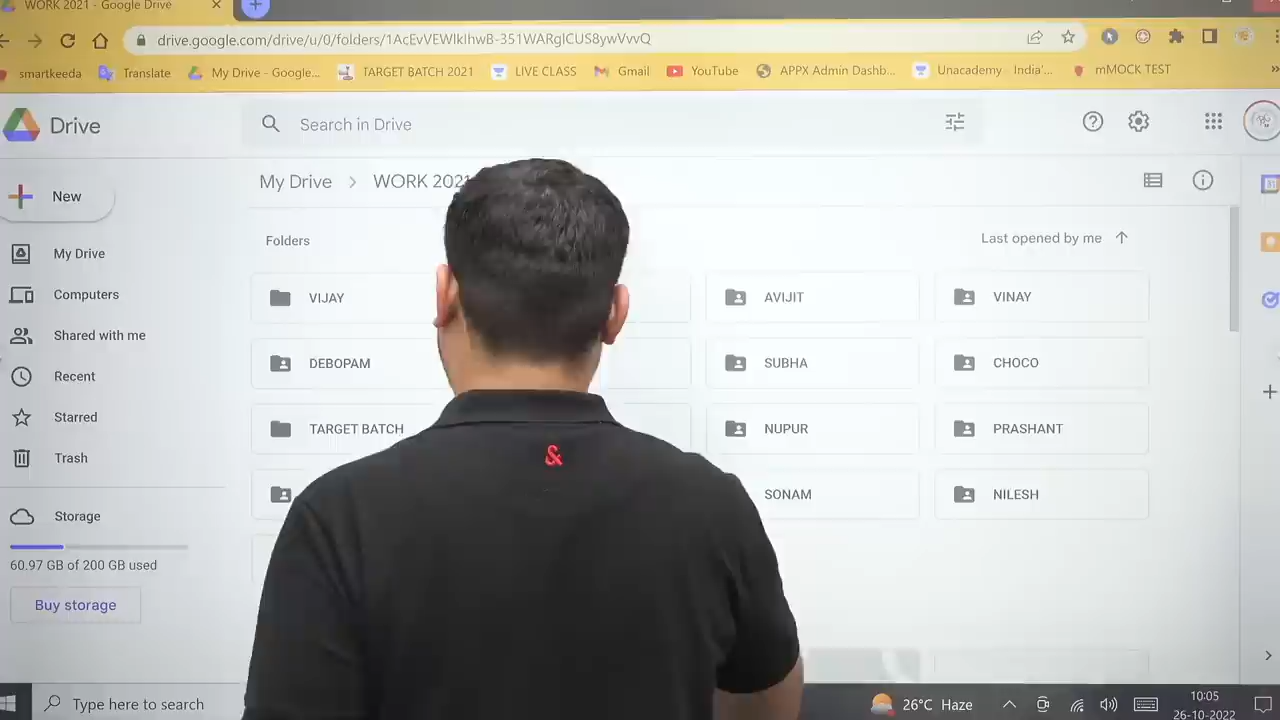 WORK 2021 - Google Drive
drive.google.com/drive/u/0/folders/1AcEvVEWlkIhwB-351WARglCUS8ywVvvQ
smartkeeda
Translate
My Drive - Google...
TARGET BATCH 2021
LIVE CLASS
Gmail
YouTube
APPX Admin Dashb...
Unacademy - India'...
mMOCK TEST
Drive
Search in Drive
New
My Drive > WORK 2021
Folders
Last opened by me
My Drive
Computers
Shared with me
Recent
Starred
Trash
Storage
60.97 GB of 200 GB used
Buy storage
VIJAY
AVIJIT
VINAY
DEBOPAM
SUBHA
CHOCO
TARGET BATCH
NUPUR
PRASHANT
SONAM
NILESH
&
31
Type here to search
26°C Haze
10:05
26-10-2022